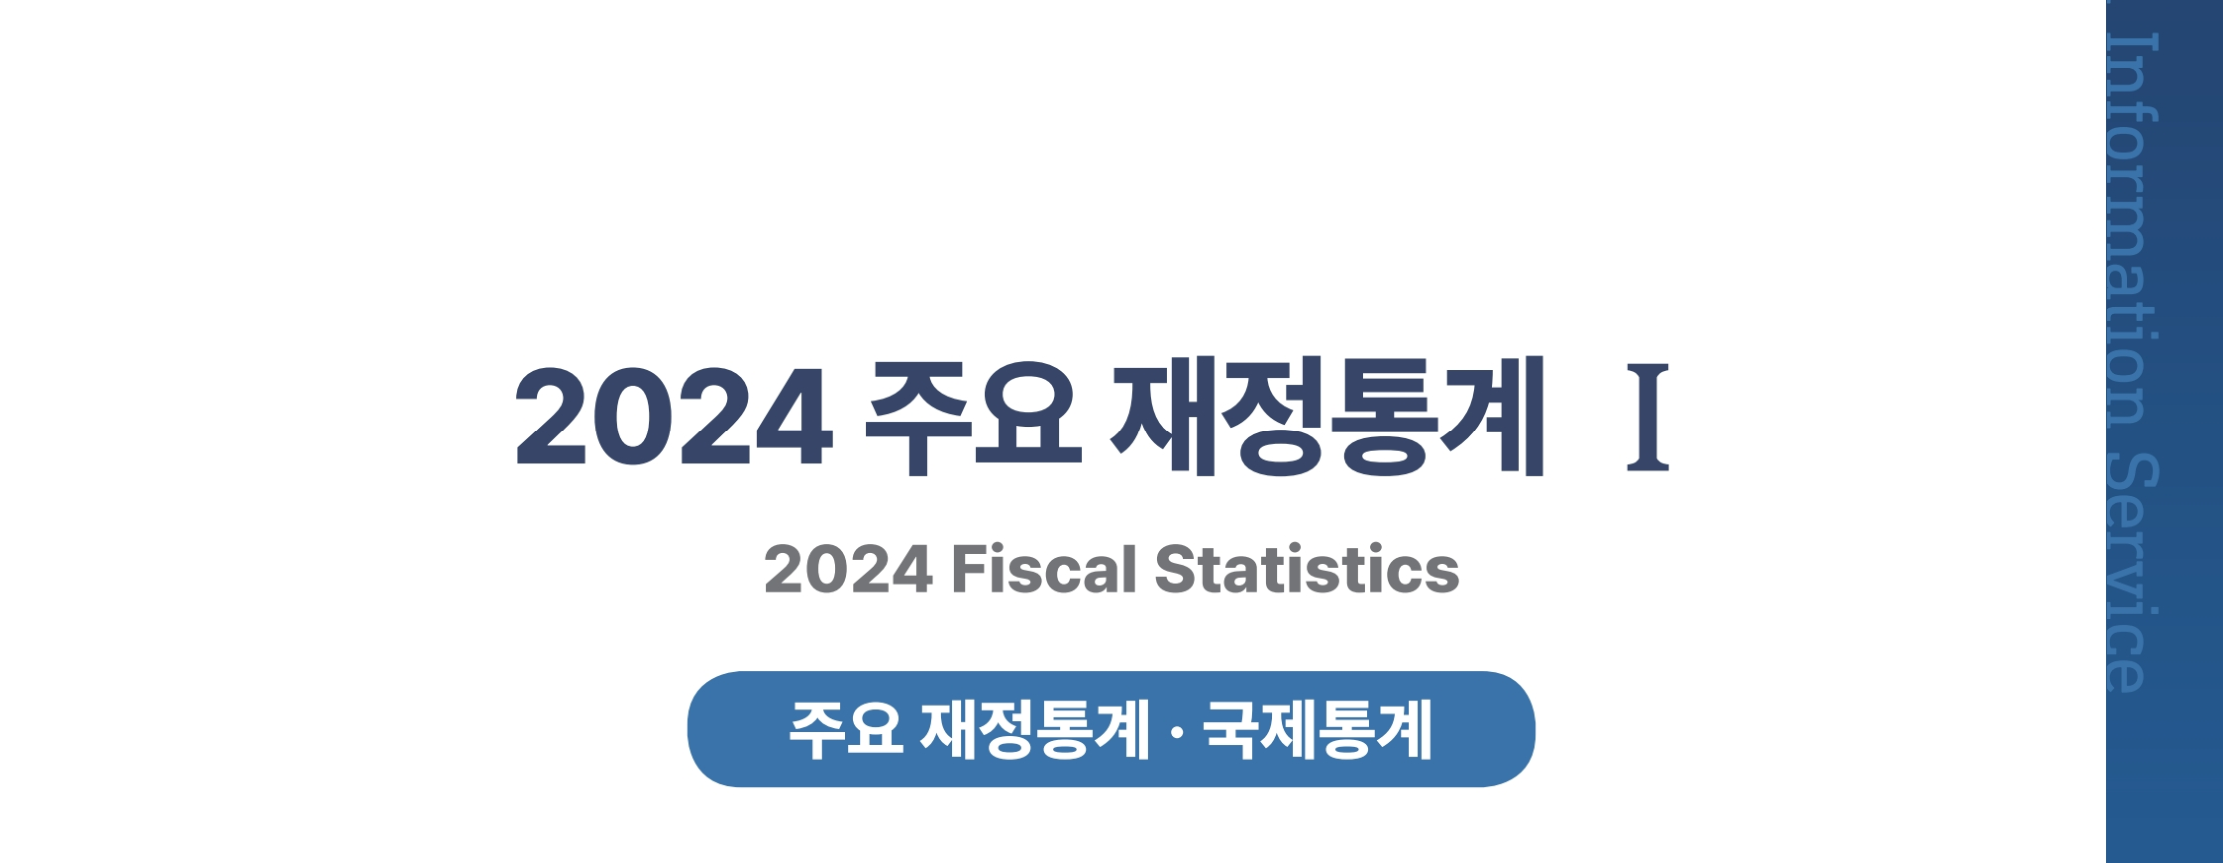 2024 주요 재정통계 Ⅰ
2024 Fiscal Statistics
주요 재정통계 · 국제통계
Information Service